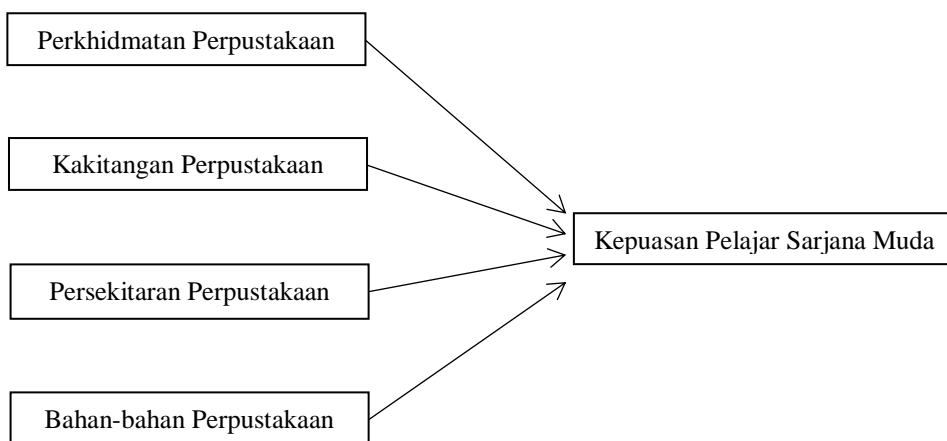 Perkhidmatan Perpustakaan
Kakitangan Perpustakaan
Kepuasan Pelajar Sarjana Muda
Persekitaran Perpustakaan
Bahan-bahan Perpustakaan